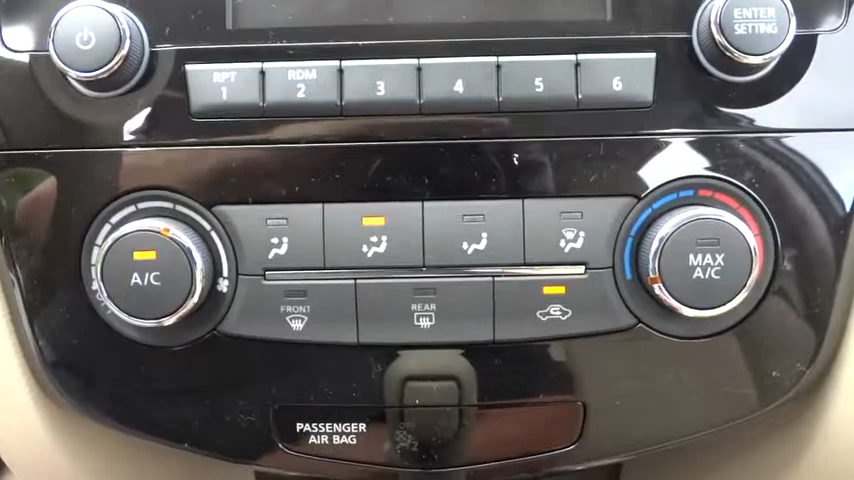 ENTER
SETTING
RPT
1
RDM
2
3
4
5
6
A/C
MAX
A/C
FRONT
REAR
PASSENGER
AIR BAG